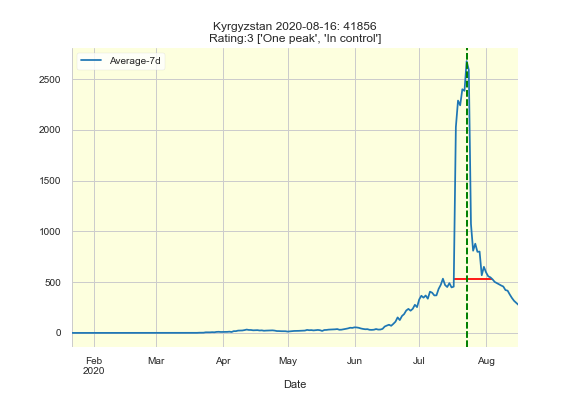 Kyrgyzstan 2020-08-16: 41856
Rating:3 ['One peak', 'In control']
Average-7d
2500
2000
1500
1000
500
0
Feb
2020
Mar
Apr
May
Jun
Jul
Aug
Date